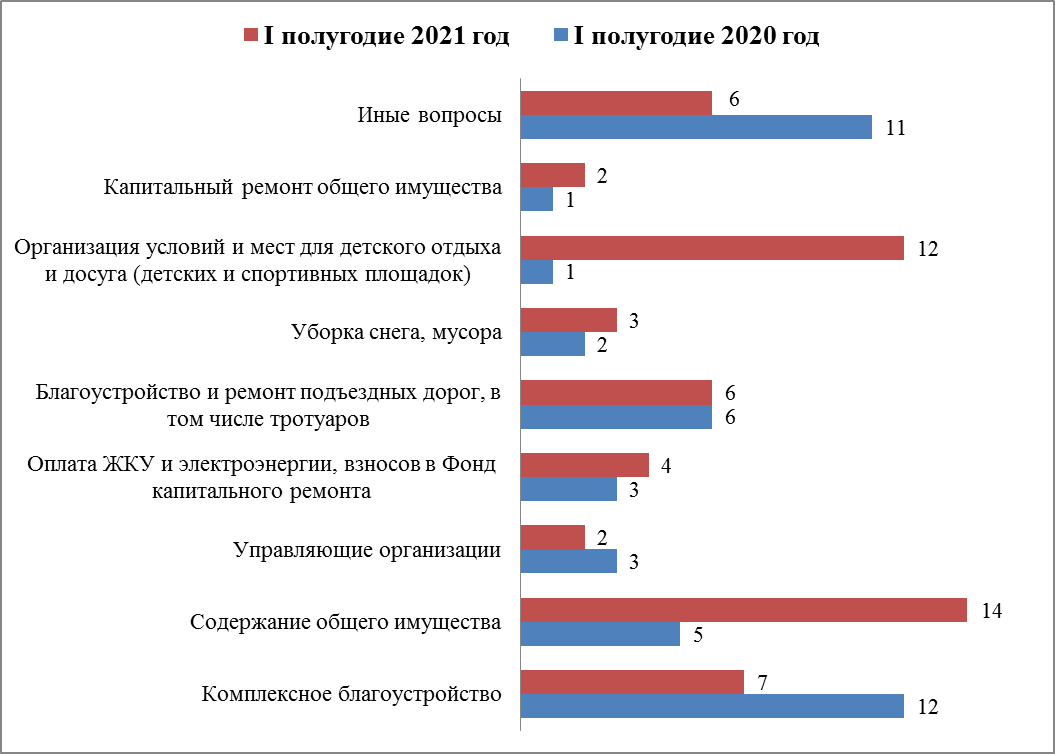 I полугодие 2021 год I полугодие 2020 год
Иные вопросы
6
11
Капитальный ремонт общего имущества
2
1
Организация условий и мест для детского отдыха
и досуга (детских и спортивных площадок)
12
1
Уборка снега, мусора
3
2
Благоустройство и ремонт подъездных дорог, в
том числе тротуаров
6
6
Оплата ЖКУ и электроэнергии, взносов в Фонд
капитального ремонта
4
3
Управляющие организации
2
3
Содержание общего имущества
14
5
Комплексное благоустройство
7
12